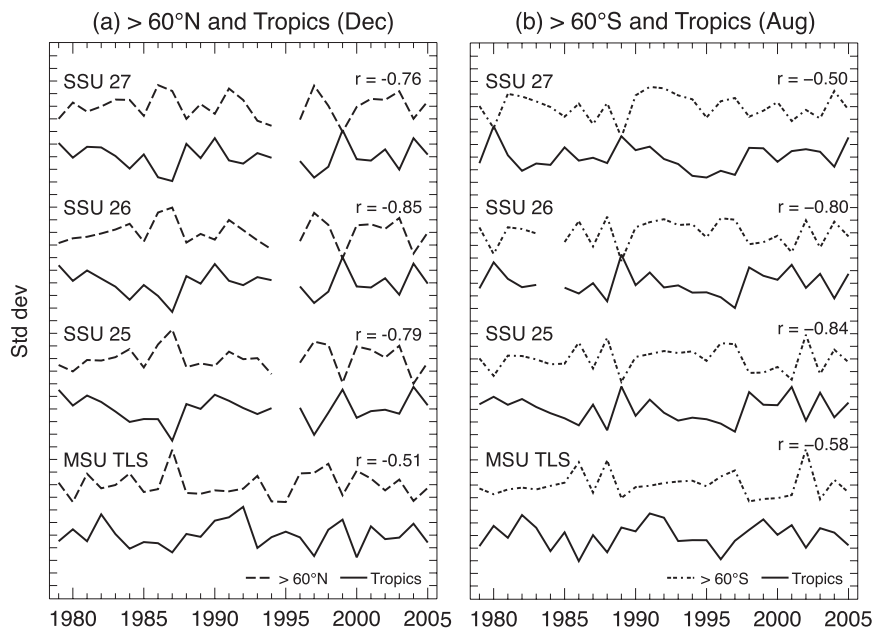 (a) > 60°N and Tropics (Dec)
(b) > 60°S and Tropics (Aug)
Std dev
SSU 27
r = -0.76
SSU 26
r = -0.85
SSU 25
r = -0.79
MSU TLS
r = -0.51
> 60°N
Tropics
1980 1985 1990 1995 2000 2005
SSU 27
r = −0.50
SSU 26
r = −0.80
SSU 25
r = −0.84
MSU TLS
r = −0.58
> 60°S
Tropics
1980 1985 1990 1995 2000 2005